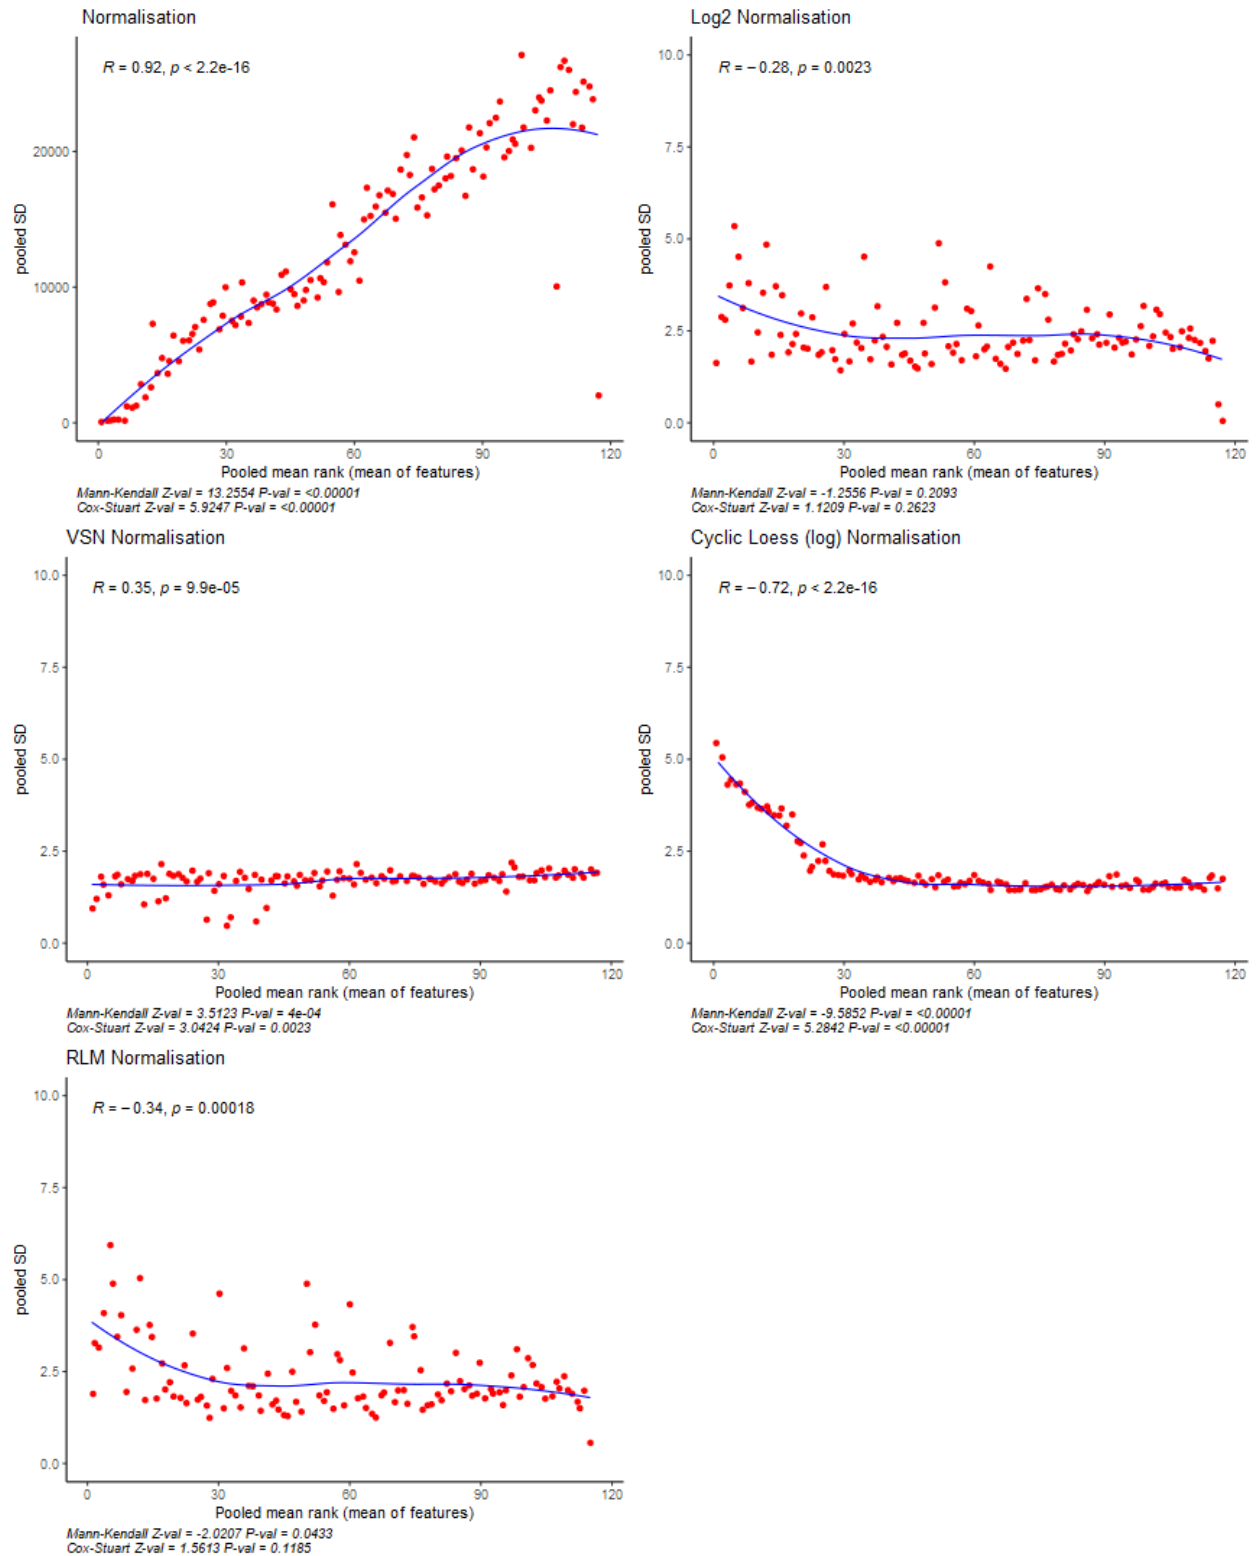 Normalisation
R = 0.92, p < 2.2e-16
20000
10000
0
pooled SD
0 30 60 90 120
Pooled mean rank (mean of features)
Mann-Kendall Z-val = 13.2554 P-val = <0.00001
Cox-Stuart Z-val = 5.9247 P-val = <0.00001
Log2 Normalisation
R = – 0.28, p = 0.0023
10.0
7.5
5.0
2.5
0.0
pooled SD
0 30 60 90 120
Pooled mean rank (mean of features)
Mann-Kendall Z-val = -1.2556 P-val = 0.2093
Cox-Stuart Z-val = 1.1209 P-val = 0.2623
VSN Normalisation
R = 0.35, p = 9.9e-05
10.0
7.5
5.0
2.5
0.0
pooled SD
0 30 60 90 120
Pooled mean rank (mean of features)
Mann-Kendall Z-val = 3.5123 P-val = 4e-04
Cox-Stuart Z-val = 3.0424 P-val = 0.0023
Cyclic Loess (log) Normalisation
R = – 0.72, p < 2.2e-16
10.0
7.5
5.0
2.5
0.0
pooled SD
0 30 60 90 120
Pooled mean rank (mean of features)
Mann-Kendall Z-val = -9.5852 P-val = <0.00001
Cox-Stuart Z-val = 5.2842 P-val = <0.00001
RLM Normalisation
R = – 0.34, p = 0.00018
10.0
7.5
5.0
2.5
0.0
pooled SD
0 30 60 90 120
Pooled mean rank (mean of features)
Mann-Kendall Z-val = -2.0207 P-val = 0.0433
Cox-Stuart Z-val = 1.5613 P-val = 0.1185